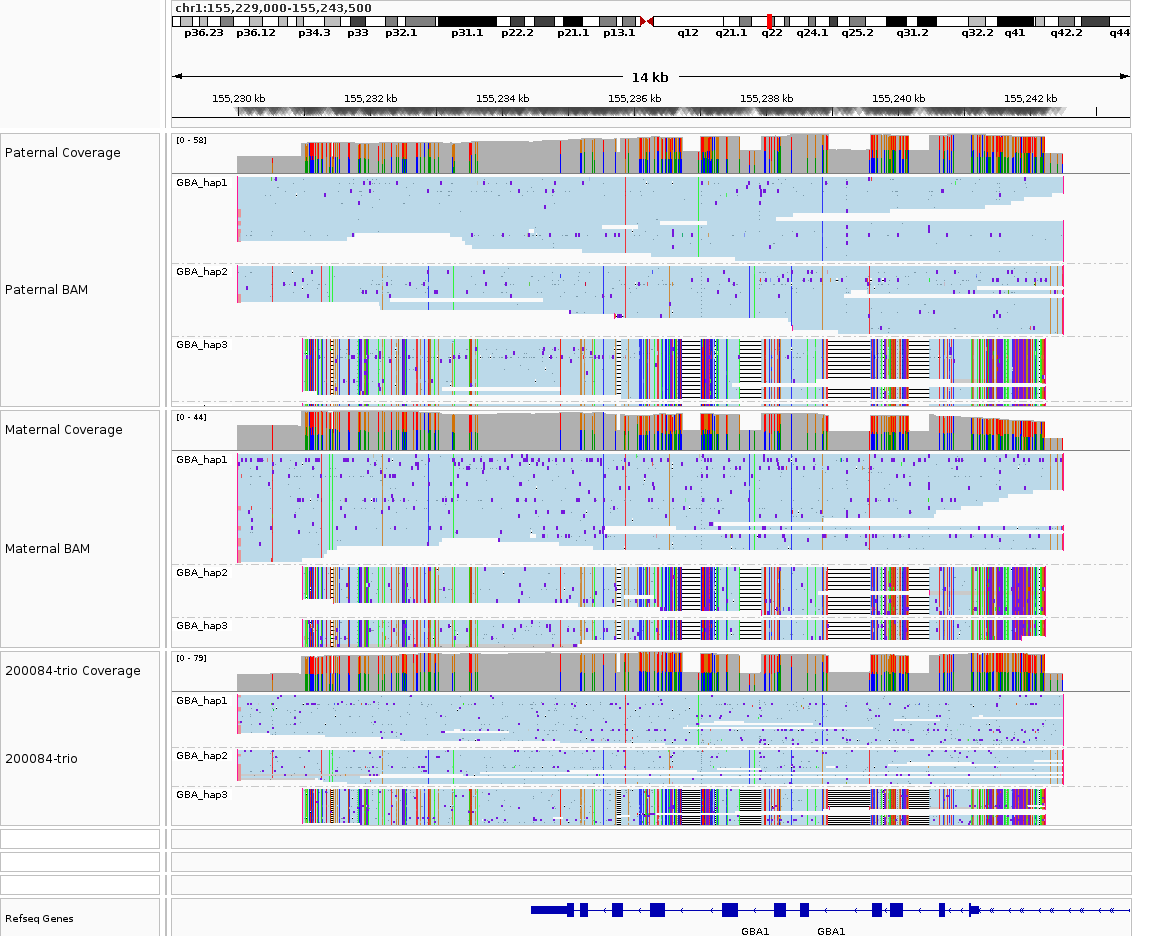 chr1:155,229,000-155,243,500
p36.23 p36.12 p34.3 p33 p32.1 p31.1 p22.2 p21.1 p13.1 q12 q21.1 q22 q24.1 q25.2 q31.2 q32.2 q41 q42.2 q44
14 kb
155,230 kb 155,232 kb 155,234 kb 155,236 kb 155,238 kb 155,240 kb 155,242 kb
Paternal Coverage
[0 - 58]
GBA_hap1
Paternal BAM
GBA_hap2
GBA_hap3
Maternal Coverage
[0 - 44]
GBA_hap1
Maternal BAM
GBA_hap2
GBA_hap3
200084-trio Coverage
[0 - 79]
GBA_hap1
200084-trio
GBA_hap2
GBA_hap3
Refseq Genes
GBA1 GBA1